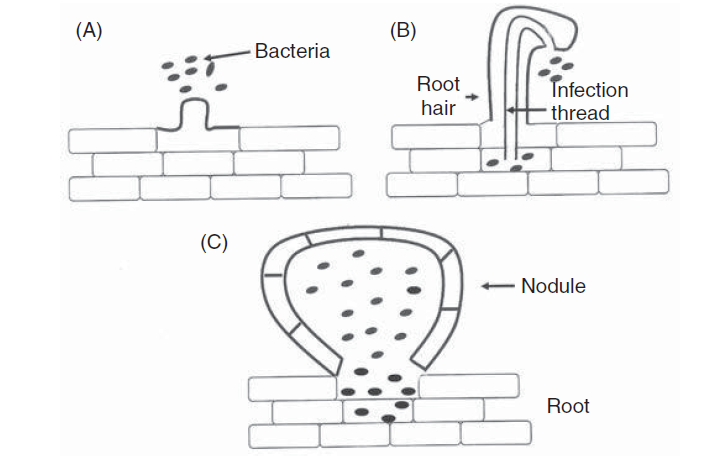 (A)
Bacteria
(B)
Root
hair
Infection
thread
(C)
Nodule
Root